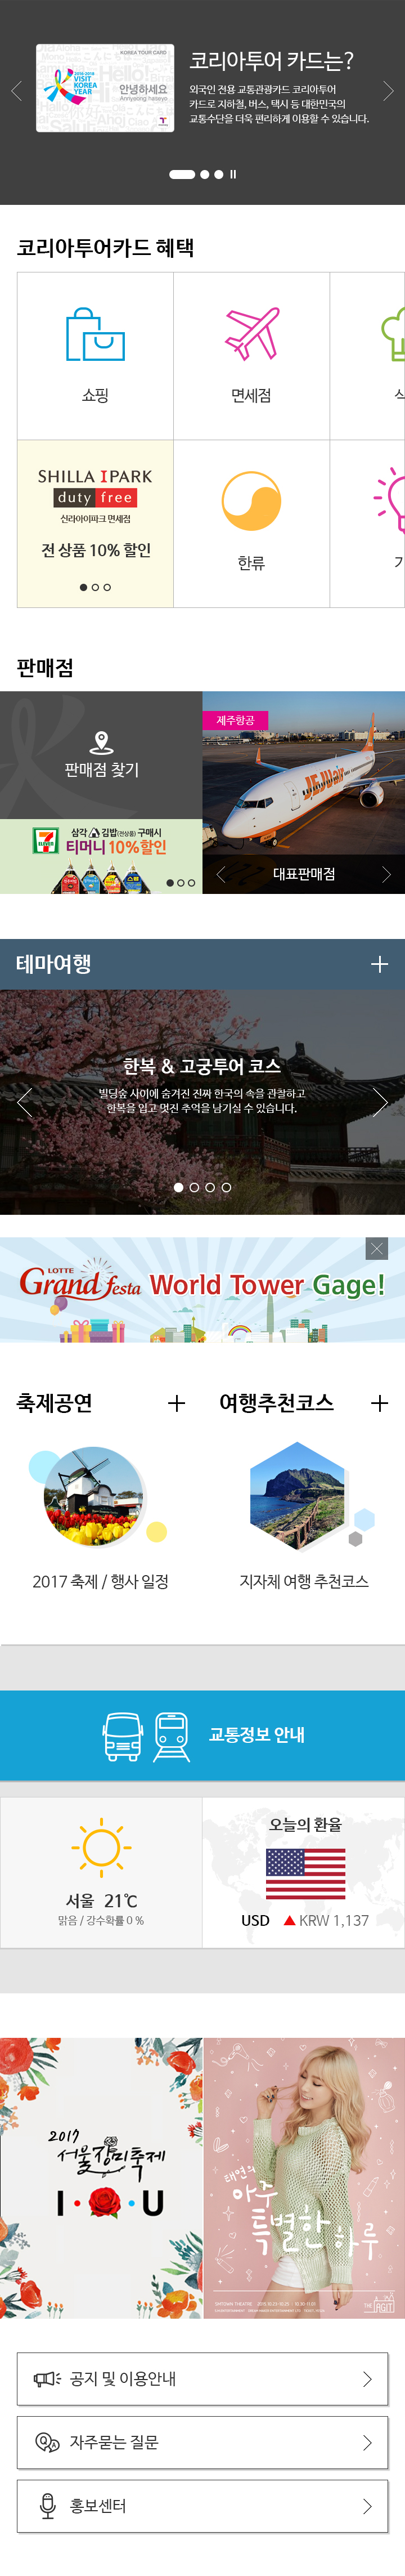 코리아투어 카드는?
KOREA TOUR CARD
2016-2018
VISIT
KOREA
YEAR
안녕하세요
Annyeong haseyo
외국인 전용 교통관광카드 코리아투어
카드로 지하철, 버스, 택시 등 대한민국의
교통수단을 더욱 편리하게 이용할 수 있습니다.
코리아투어카드 혜택
쇼핑
면세점
SHILLA IPARK
duty free
신라아이파크 면세점
전 상품 10% 할인
한류
판매점
판매점 찾기
제주항공
JEJUair
7
ELEVEN
삼각 김밥(전상품) 구매시
티머니 10%할인
대표판매점
테마여행
한복 & 고궁투어 코스
빌딩숲 사이에 숨겨진 진짜 한국의 속을 관찰하고
한복을 입고 멋진 추억을 남기실 수 있습니다.
LOTTE
Grand festa World Tower Gage!
축제공연
여행추천코스
2017 축제 / 행사 일정
지자체 여행 추천코스
교통정보 안내
서울 21℃
맑음 / 강수확률 0 %
오늘의 환율
USD ▲ KRW 1,137
2017
서울장미축제
I U
태연의
아주
특별한
하루
THE AGIT
공지 및 이용안내
자주묻는 질문
홍보센터